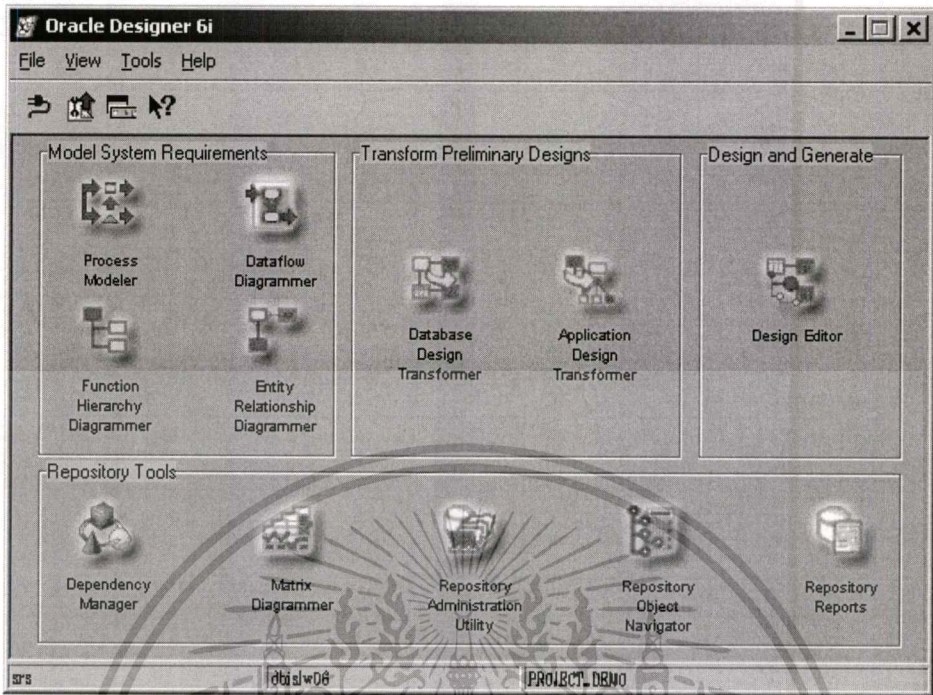 Oracle Designer 6i
File View Tools Help
Model System Requirements
Process
Modeler
Dataflow
Diagrammer
Function
Hierarchy
Diagrammer
Entity
Relationship
Diagrammer
Transform Preliminary Designs
Database
Design
Transformer
Application
Design
Transformer
Design and Generate
Design Editor
Repository Tools
Dependency
Manager
Matrix
Diagrammer
Repository
Administration
Utility
Repository
Object
Navigator
Repository
Reports
srs
dbislw06
PROJECT_DEMO